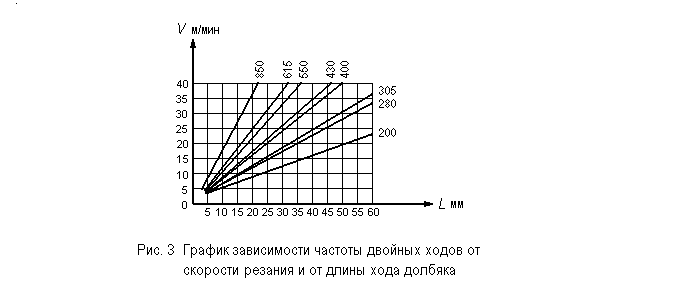 V м/мин
850 615 550 430 400
40
35 305
30 280
25
20 200
15
10
5
0
5 10 15 20 25 30 35 40 45 50 55 60 L мм
Рис. 3 График зависимости частоты двойных ходов от
скорости резания и от длины хода долбяка